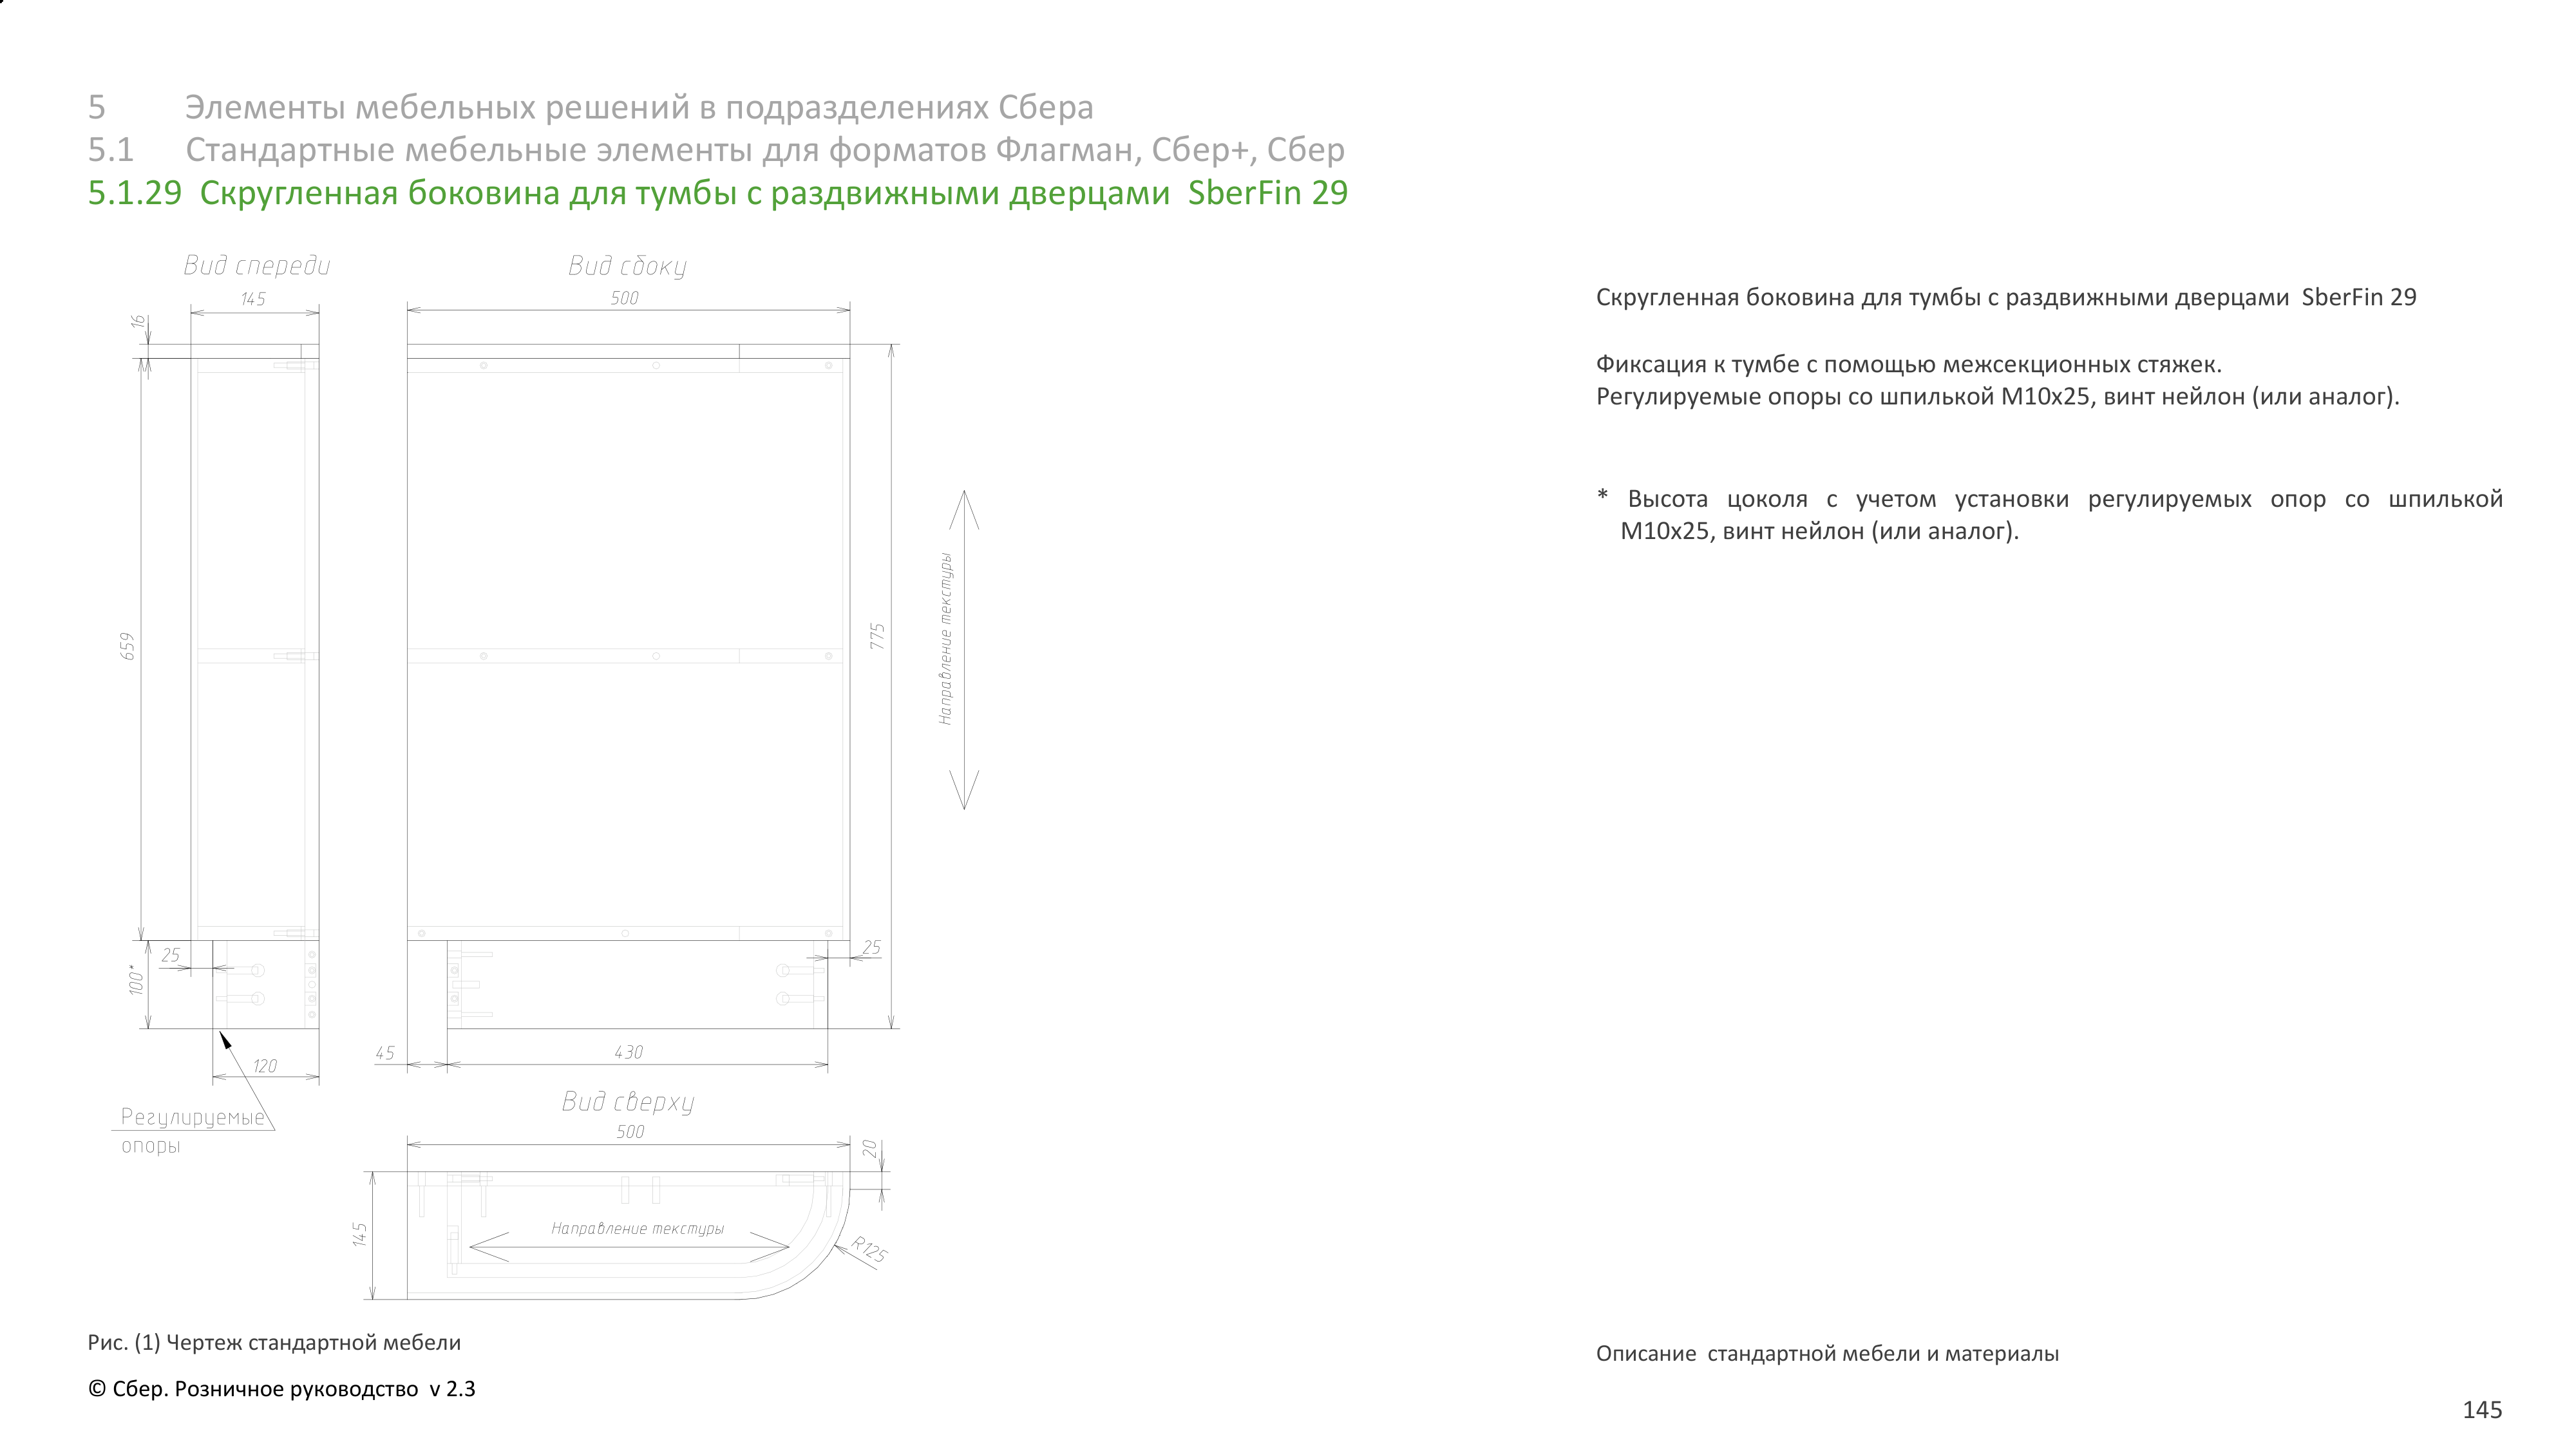 5 Элементы мебельных решений в подразделениях Сбера
5.1 Стандартные мебельные элементы для форматов Флагман, Сбер+, Сбер
5.1.29 Скругленная боковина для тумбы с раздвижными дверцами SberFin 29
Вид спереди
145
16
659
25
100*
120
Регулируемые
опоры
Вид сбоку
500
775
Направление текстуры
25
45
430
Вид сверху
500
20
145
Направление текстуры
R125
Рис. (1) Чертеж стандартной мебели
© Сбер. Розничное руководство v 2.3
Скругленная боковина для тумбы с раздвижными дверцами SberFin 29
Фиксация к тумбе с помощью межсекционных стяжек.
Регулируемые опоры со шпилькой М10х25, винт нейлон (или аналог).
* Высота цоколя с учетом установки регулируемых опор со шпилькой
М10х25, винт нейлон (или аналог).
Описание стандартной мебели и материалы
145